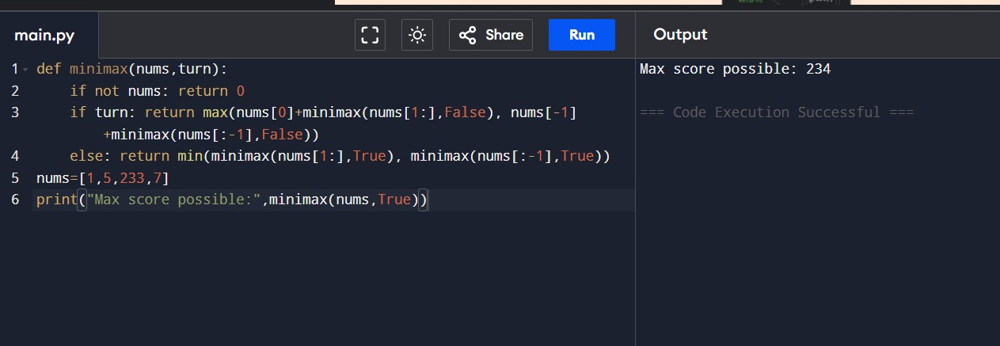 main.py
Share
Run
Output
1 def minimax(nums,turn):
2     if not nums: return 0
3     if turn: return max(nums[0]+minimax(nums[1:],False), nums[-1]
        +minimax(nums[:-1],False))
4     else: return min(minimax(nums[1:],True), minimax(nums[:-1],True))
5 nums=[1,5,233,7]
6 print("Max score possible:",minimax(nums,True))
Max score possible: 234
=== Code Execution Successful ===